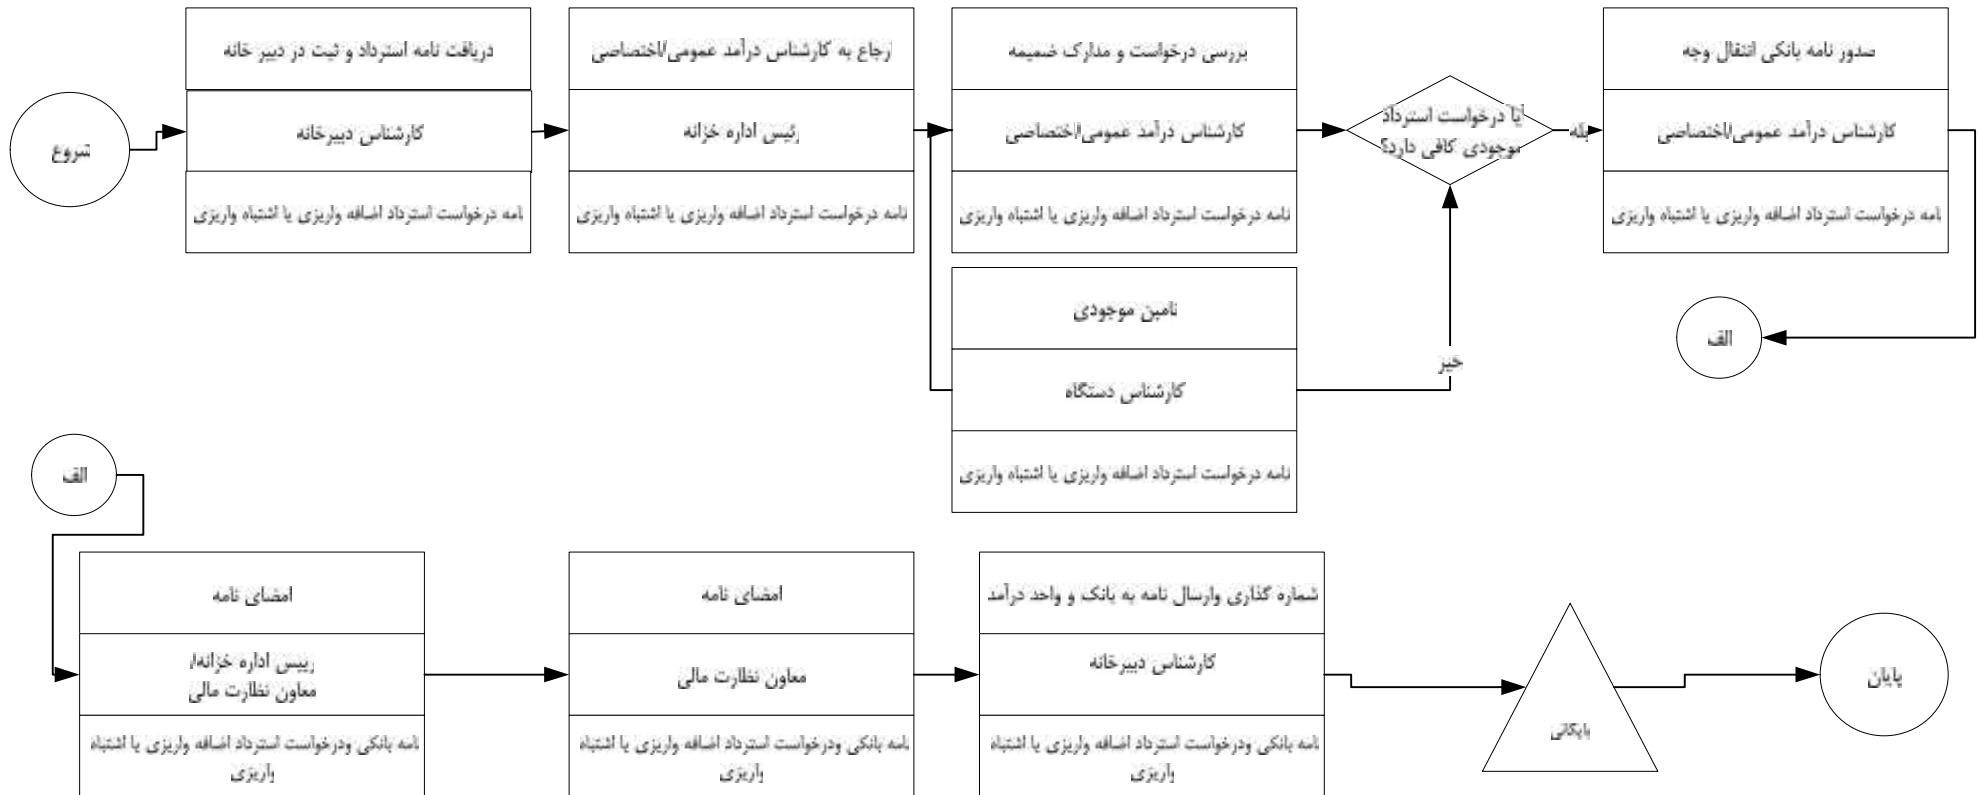 شروع
دریافت نامه استرداد و ثبت در دبیر خانه
کارشناس دبیرخانه
نامه درخواست استرداد اضافه واریزی یا اشتباه واریزی
ارجاع به کارشناس درآمد عمومی/اختصاصی
رئیس اداره خزانه
نامه درخواست استرداد اضافه واریزی یا اشتباه واریزی
بررسی درخواست و مدارک ضمیمه
کارشناس درآمد عمومی/اختصاصی
نامه درخواست استرداد اضافه واریزی یا اشتباه واریزی
آیا درخواست استرداد
موجودی کافی دارد؟
بله
صدور نامه بانکی انتقال وجه
کارشناس درآمد عمومی/اختصاصی
نامه درخواست استرداد اضافه واریزی یا اشتباه واریزی
تامین موجودی
کارشناس دستگاه
نامه درخواست استرداد اضافه واریزی یا اشتباه واریزی
خیر
الف
الف
امضای نامه
رییس اداره خزانه/
معاون نظارت مالی
نامه بانکی ودرخواست استرداد اضافه واریزی یا اشتباه
واریزی
امضای نامه
معاون نظارت مالی
نامه بانکی ودرخواست استرداد اضافه واریزی یا اشتباه
واریزی
شماره گذاری وارسال نامه به بانک و واحد درآمد
کارشناس دبیرخانه
نامه بانکی ودرخواست استرداد اضافه واریزی یا اشتباه
واریزی
بایگانی
پایان